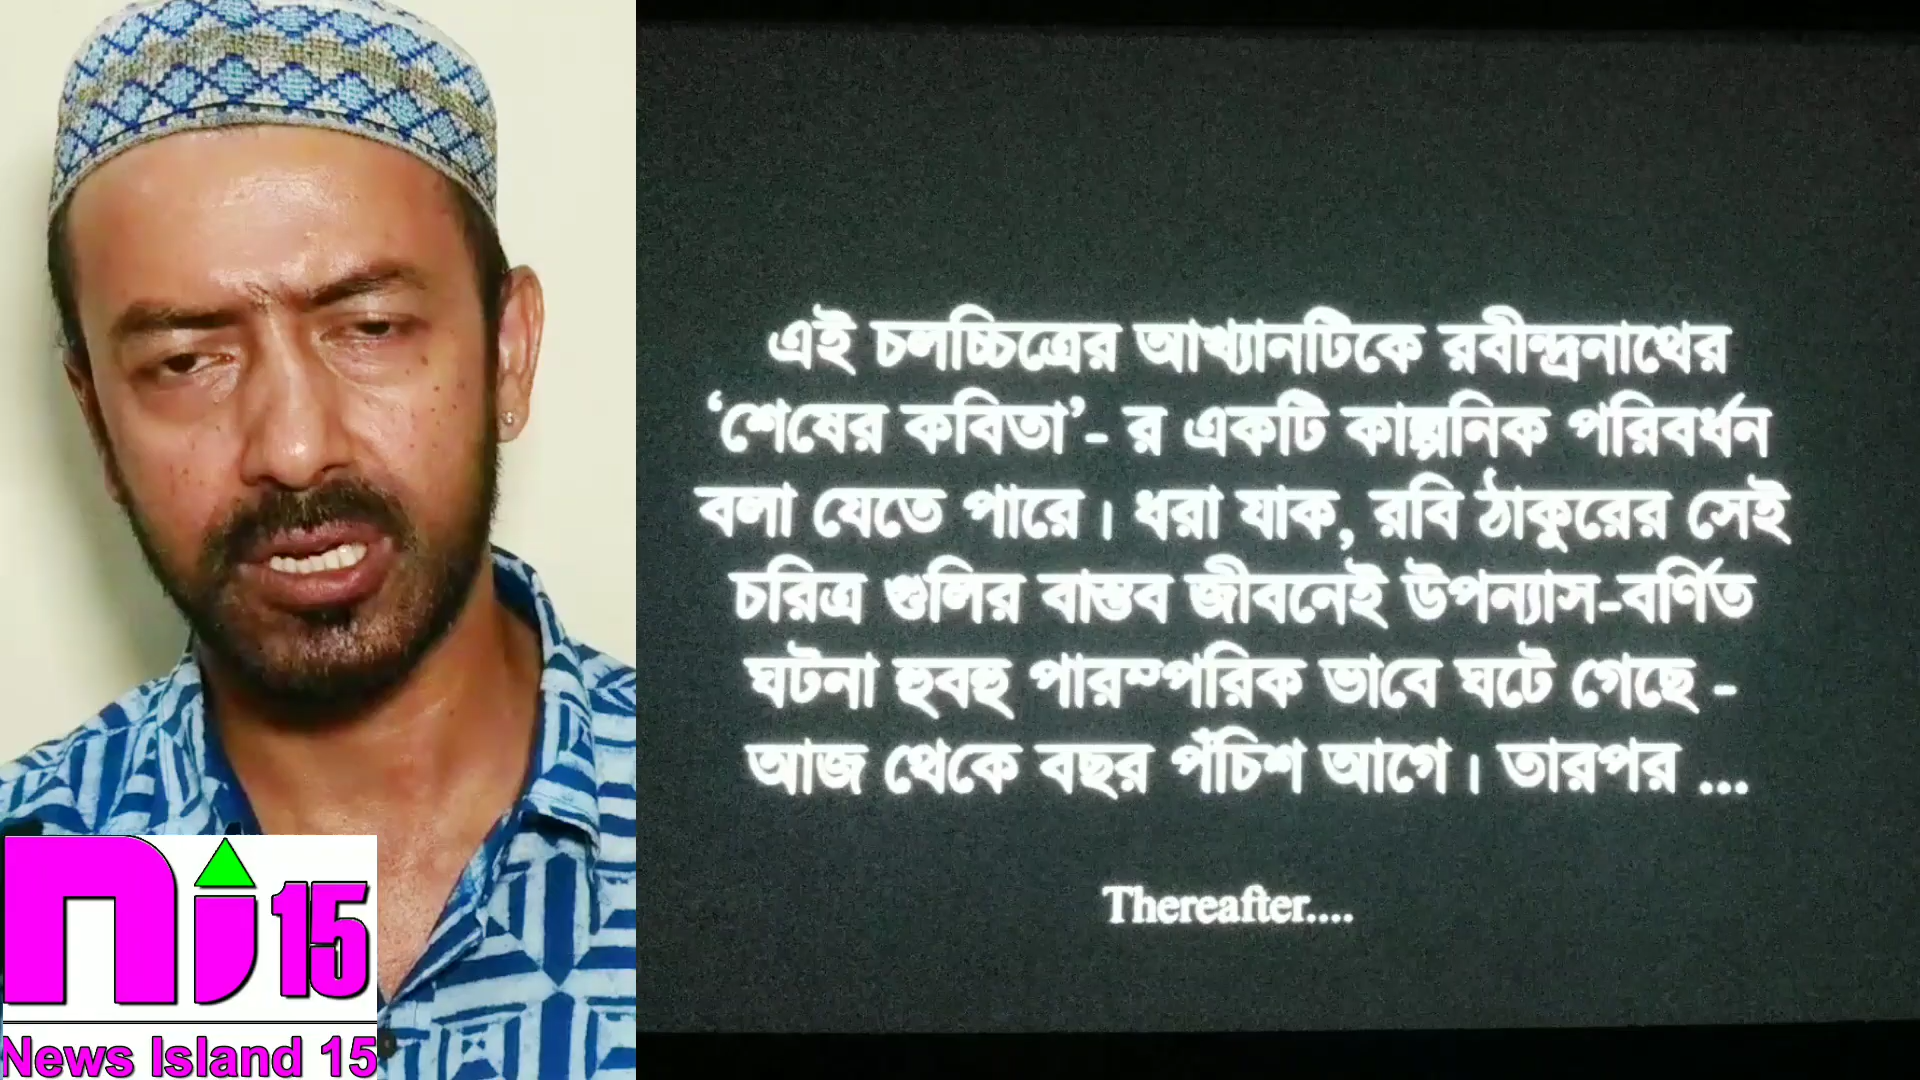 এই চলচ্চিত্রের আখ্যানটিকে রবীন্দ্রনাথের
‘শেষের কবিতা’- র একটি কাল্পনিক পরিবর্ধন
বলা যেতে পারে। ধরা যাক, রবি ঠাকুরের সেই
চরিত্র গুলির বাস্তব জীবনেই উপন্যাস-বর্ণিত
ঘটনা হুবহু পারম্পরিক ভাবে ঘটে গেছে -
আজ থেকে বছর পঁচিশ আগে। তারপর ...
Thereafter....
ni15
News Island 15